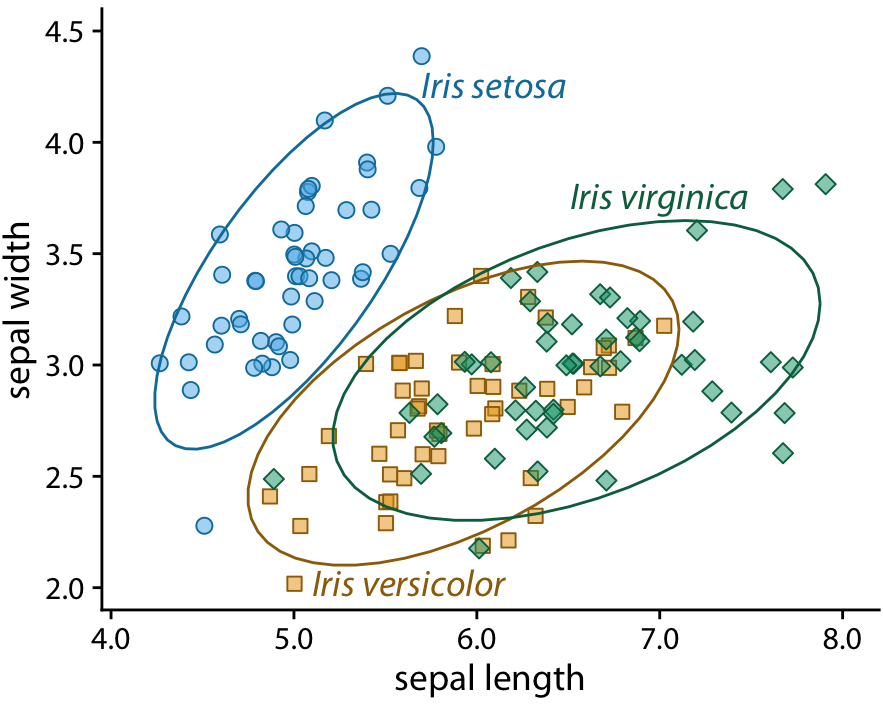 4.5
Iris setosa
4.0
Iris virginica
3.5
sepal width
3.0
2.5
Iris versicolor
2.0
4.0 5.0 6.0 7.0 8.0
sepal length